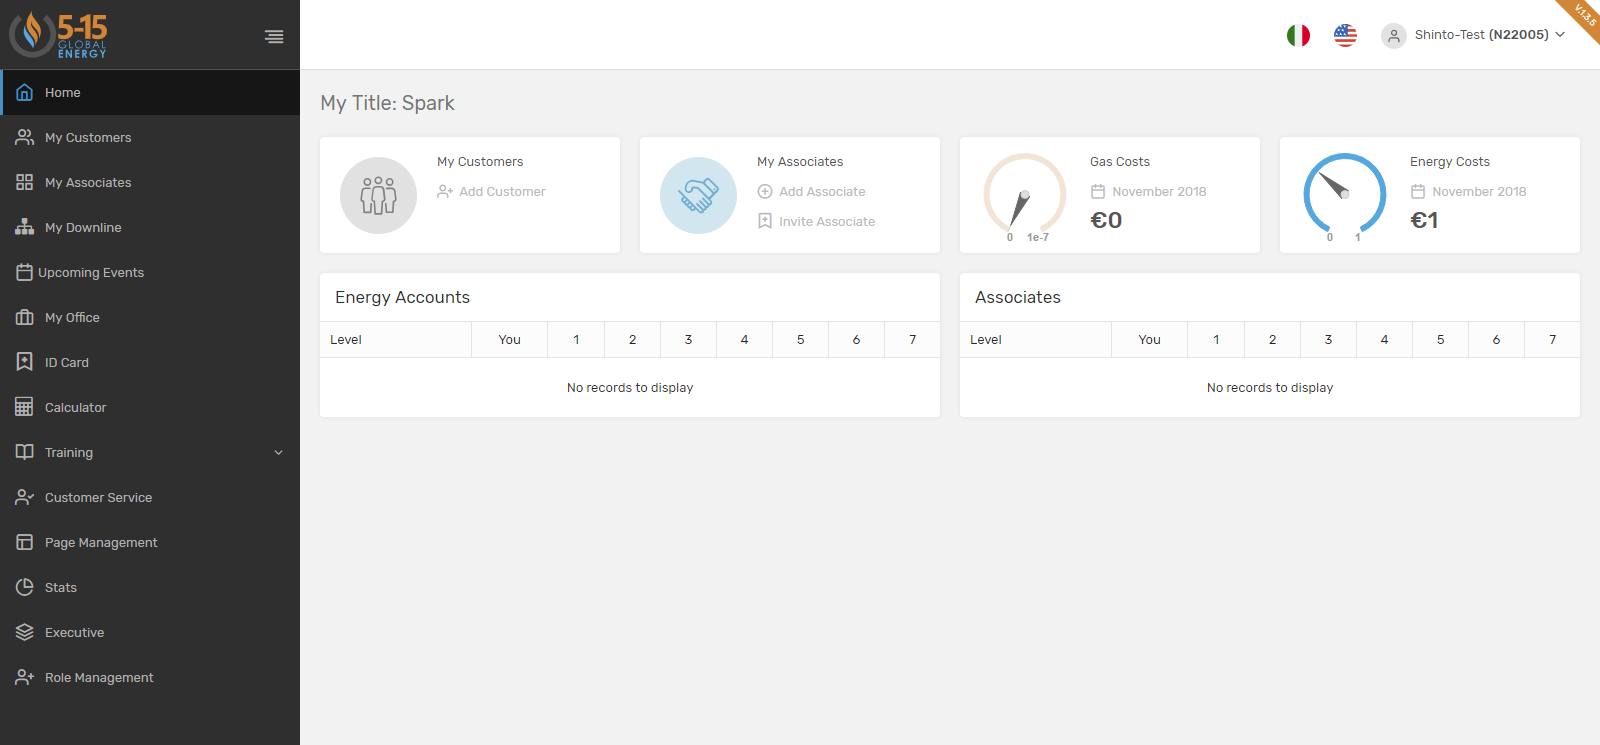 5-15
GLOBAL
ENERGY
Shinto-Test (N22005)
v.1.3.5
Home
My Customers
My Associates
My Downline
Upcoming Events
My Office
ID Card
Calculator
Training
Customer Service
Page Management
Stats
Executive
Role Management
My Title: Spark
My Customers
Add Customer
My Associates
Add Associate
Invite Associate
Gas Costs
November 2018
€0
0 1e-7
Energy Costs
November 2018
€1
0 1
Energy Accounts
Level You 1 2 3 4 5 6 7
No records to display
Associates
Level You 1 2 3 4 5 6 7
No records to display